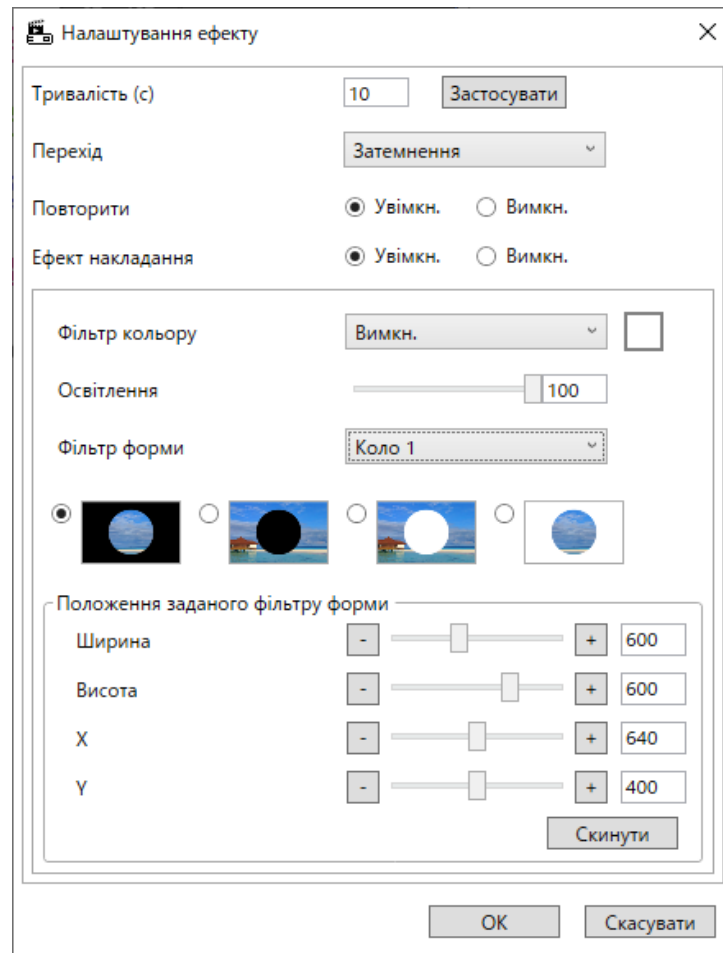 Налаштування ефекту
Тривалість (с) 10 Застосувати
Перехід Затемнення
Повторити Увімкн. Вимкн.
Ефект накладання Увімкн. Вимкн.
Фільтр кольору Вимкн.
Освітлення 100
Фільтр форми Коло 1
Положення заданого фільтру форми
Ширина - + 600
Висота - + 600
X - + 640
Y - + 400
Скинути
ОК Скасувати